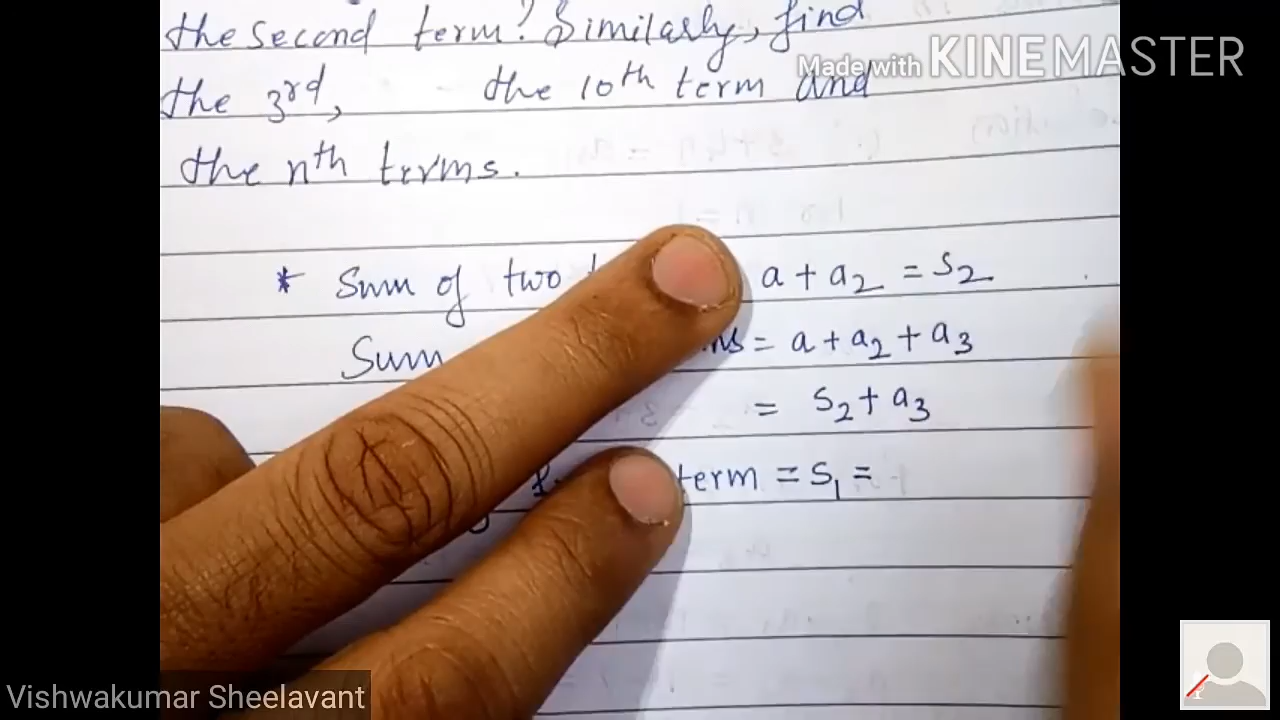 the second term? Similarly, find
Made with KINEMASTER
the 3rd, the 10th term and
the nth terms.
* Sum of two a + a2 = S2
Sum = a + a2 + a3
= S2 + a3
term = S1 =
Vishwakumar Sheelavant